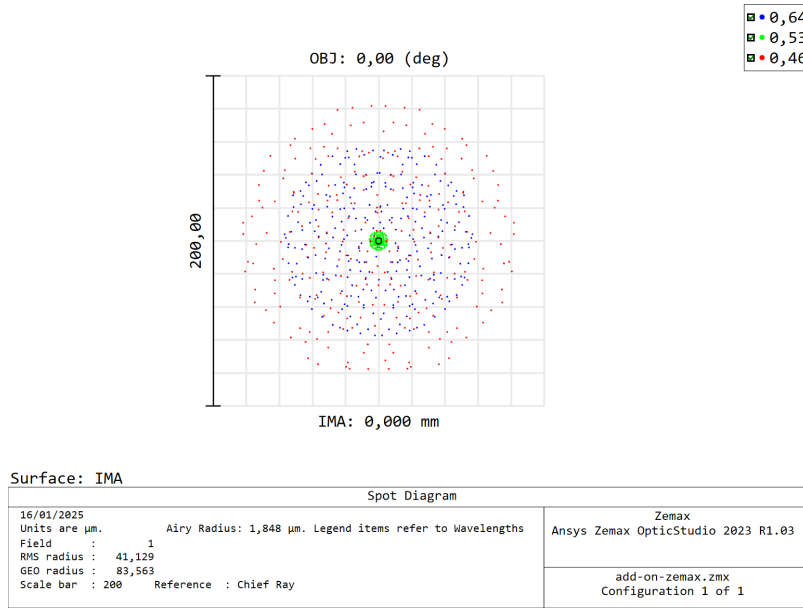 0,64
0,53
0,46
OBJ: 0,00 (deg)
200,00
IMA: 0,000 mm
Surface: IMA
Spot Diagram
16/01/2025
Units are µm. Airy Radius: 1,848 µm. Legend items refer to Wavelengths
Field : 1
RMS radius : 41,129
GEO radius : 83,563
Scale bar : 200 Reference : Chief Ray
Zemax
Ansys Zemax OpticStudio 2023 R1.03
add-on-zemax.zmx
Configuration 1 of 1